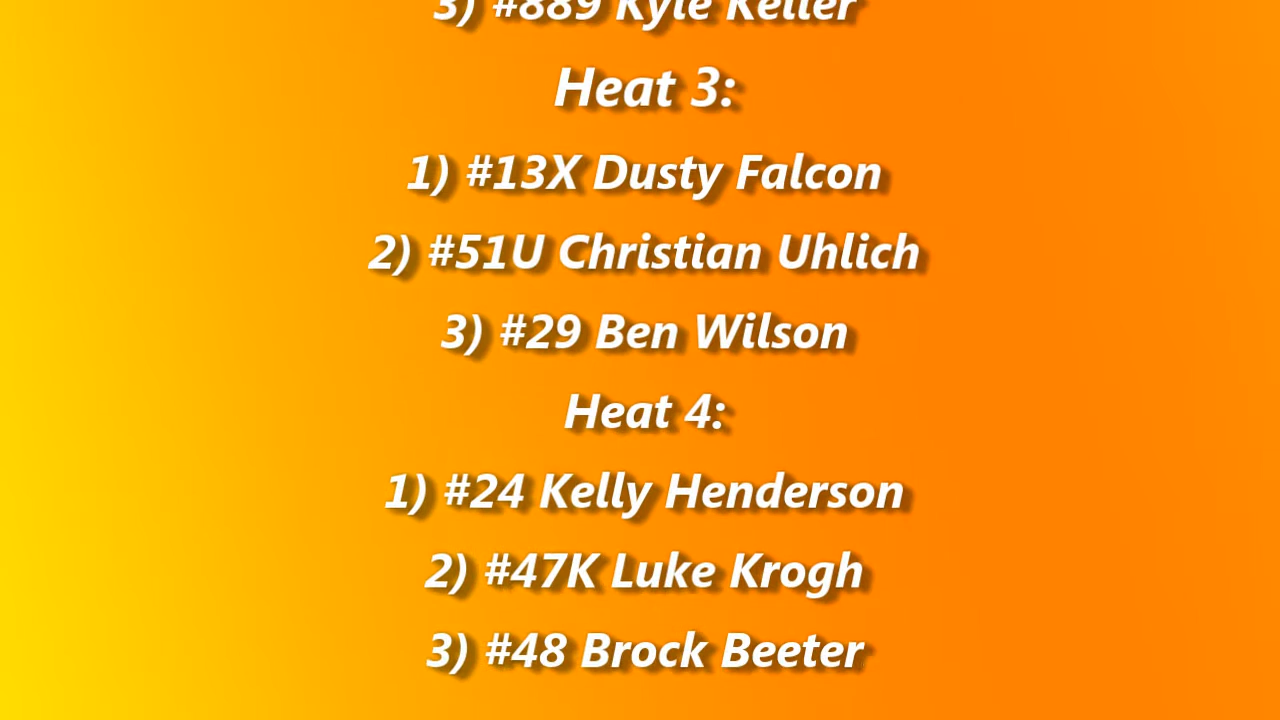 3) #889 Kyle Keller
Heat 3:
1) #13X Dusty Falcon
2) #51U Christian Uhlich
3) #29 Ben Wilson
Heat 4:
1) #24 Kelly Henderson
2) #47K Luke Krogh
3) #48 Brock Beeter